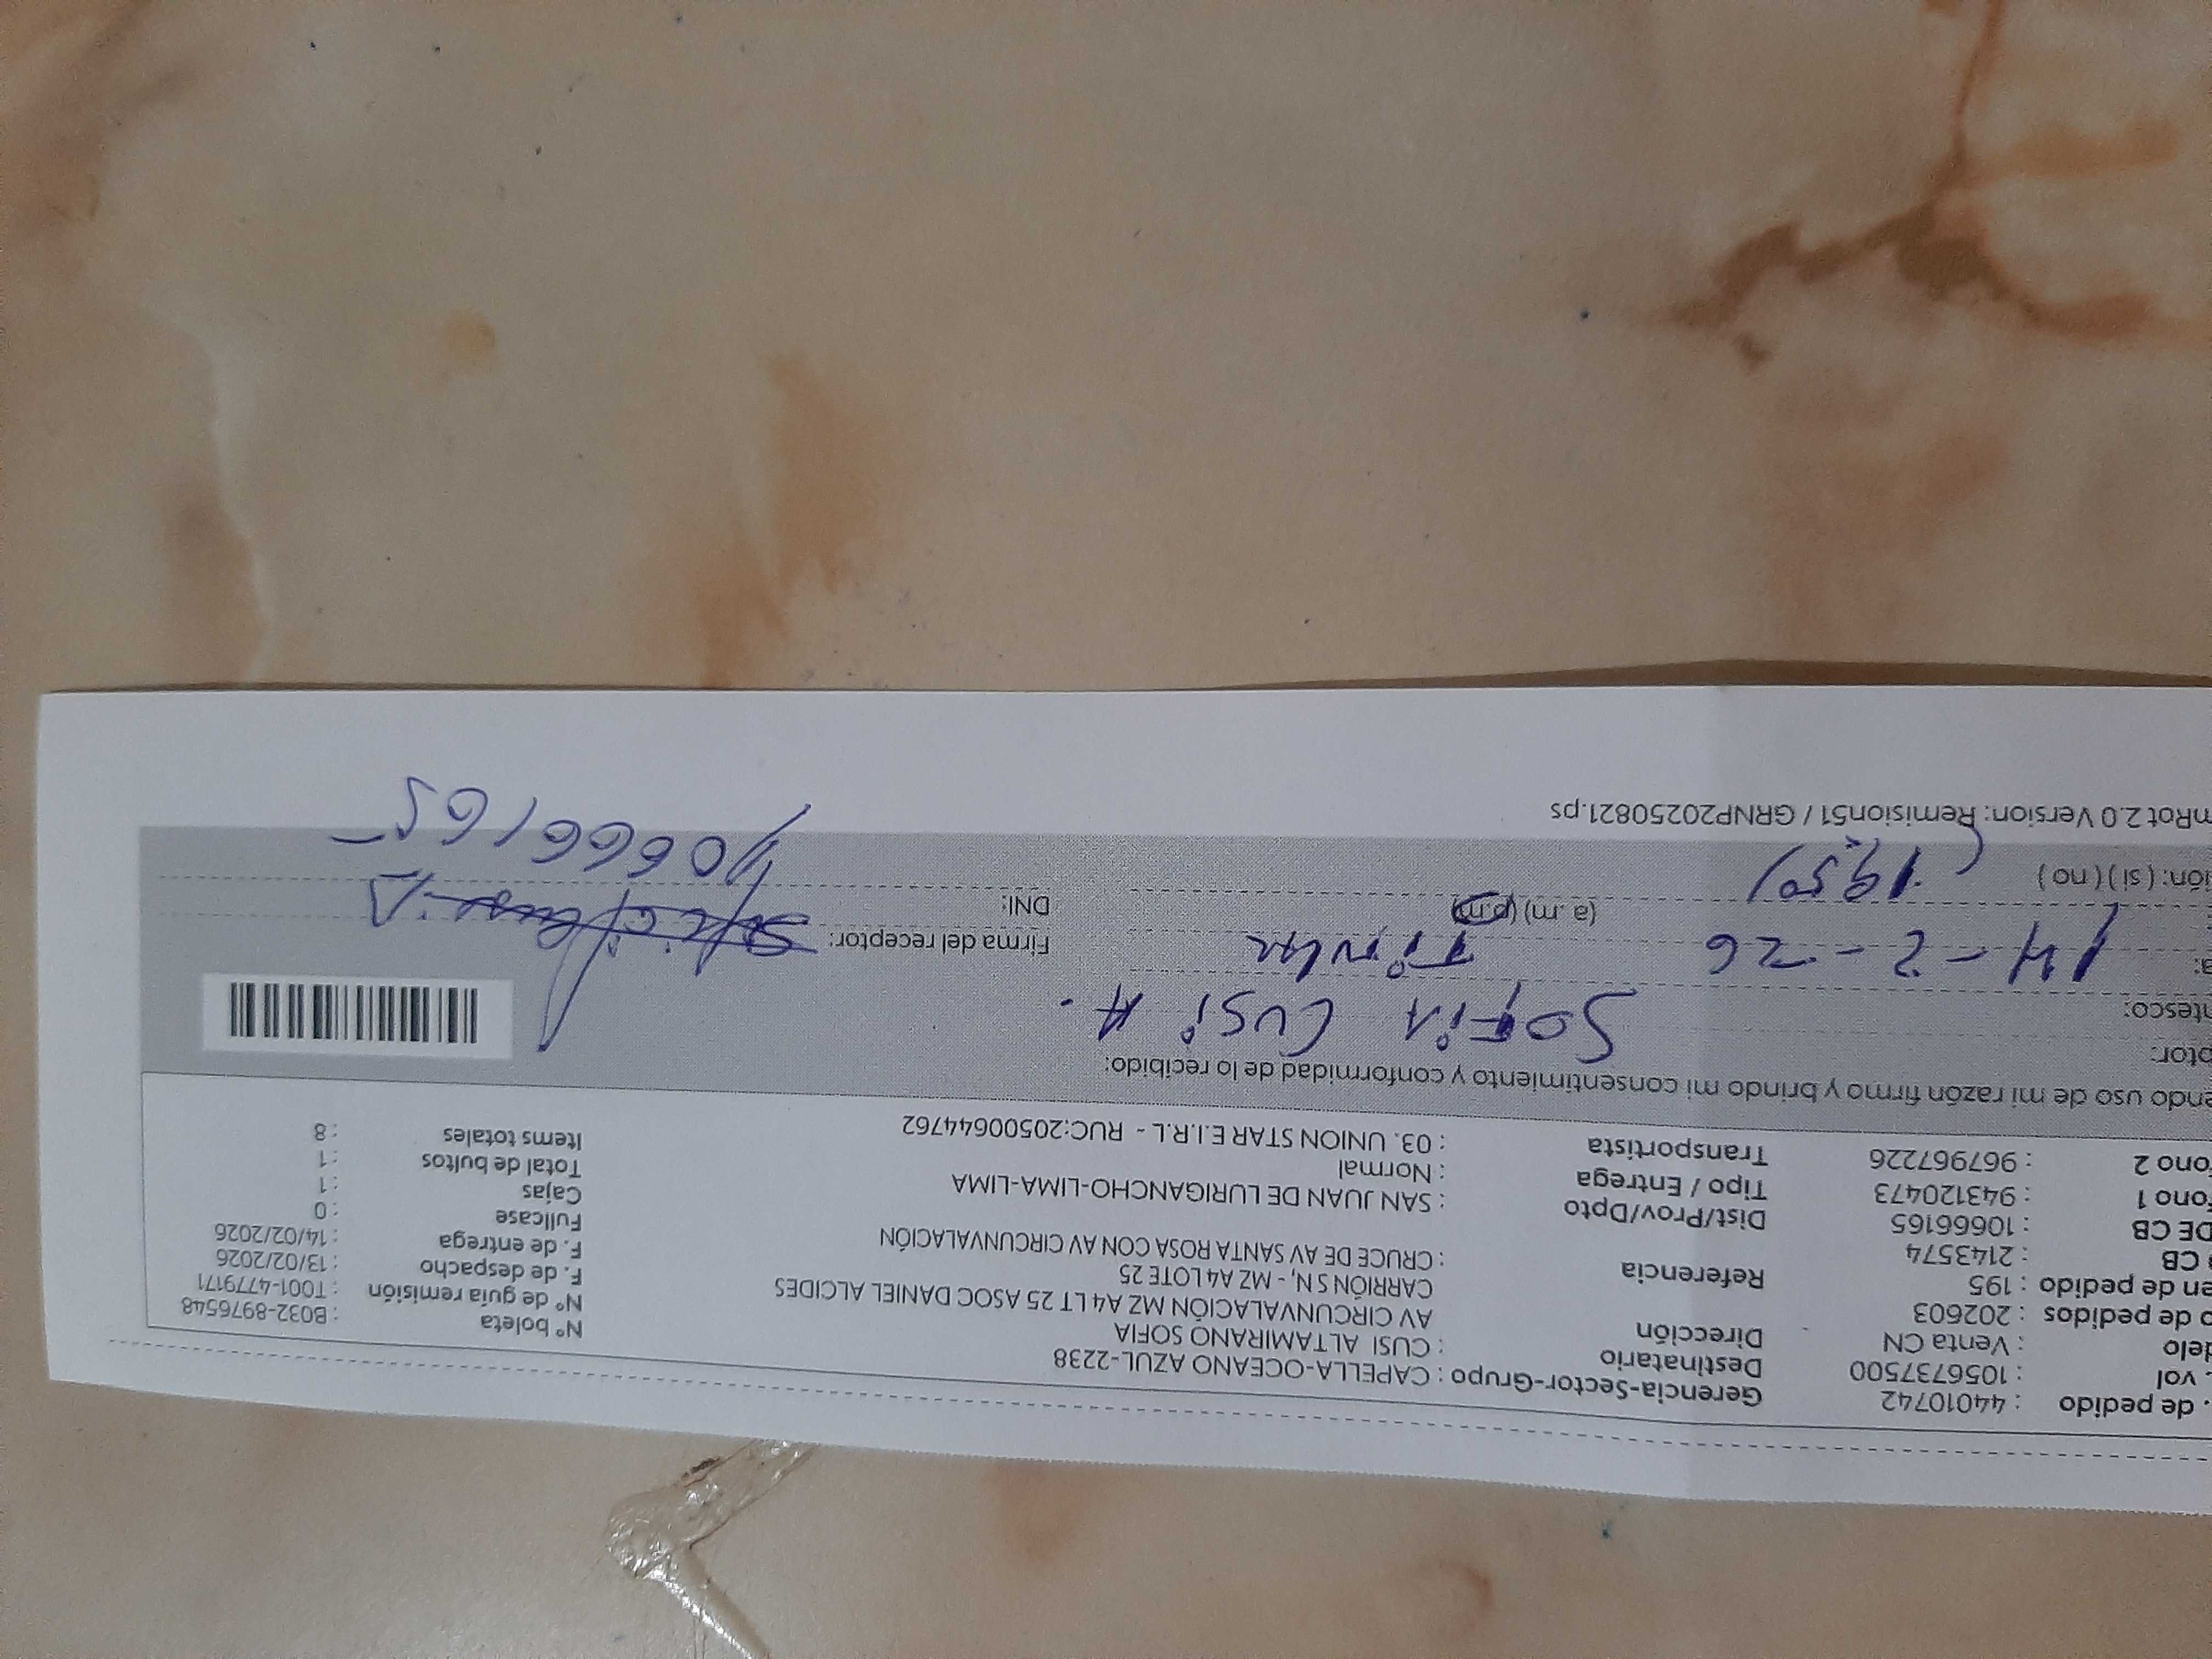 . de pedido : 44010742 Gerencia-Sector-Grupo : CAPELLA-OCEANO AZUL-2238
. vol : 1056737500 Destinatario : CUSI ALTAMIRANO SOFIA Nº boleta : B032-8976548
delo : Venta CN Dirección AV CIRCUNVALACIÓN MZ A4 LT 25 ASOC DANIEL ALCIDES Nº de guía remisión : T001-4779171
o de pedidos : 202603 CARRIÓN S N, - MZ A4 LOTE 25 F. de despacho : 13/02/2026
en de pedido : 195 Referencia : CRUCE DE AV SANTA ROSA CON AV CIRCUNVALACIÓN F. de entrega : 14/02/2026
CB : 2143574 Fullcase : 0
DE CB : 10666165 Dist/Prov/Dpto : SAN JUAN DE LURIGANCHO-LIMA-LIMA Cajas : 1
fono 1 : 943120473 Tipo / Entrega : Normal Total de bultos : 1
fono 2 : 967967226 Transportista : 03. UNION STAR E.I.R.L - RUC:20500644762 Items totales : 8
endo uso de mi razón firmo y brindo mi consentimiento y conformidad de lo recibido:
ptor: SOFIA CUSI A.
ntesco: Titular
a: 14-2-26 (a.m) (p.m) Firma del receptor:
DNI: 10666165
ión: (si) (no)
mRot 2.0 Version: Remision51 / GRNP20250821.ps